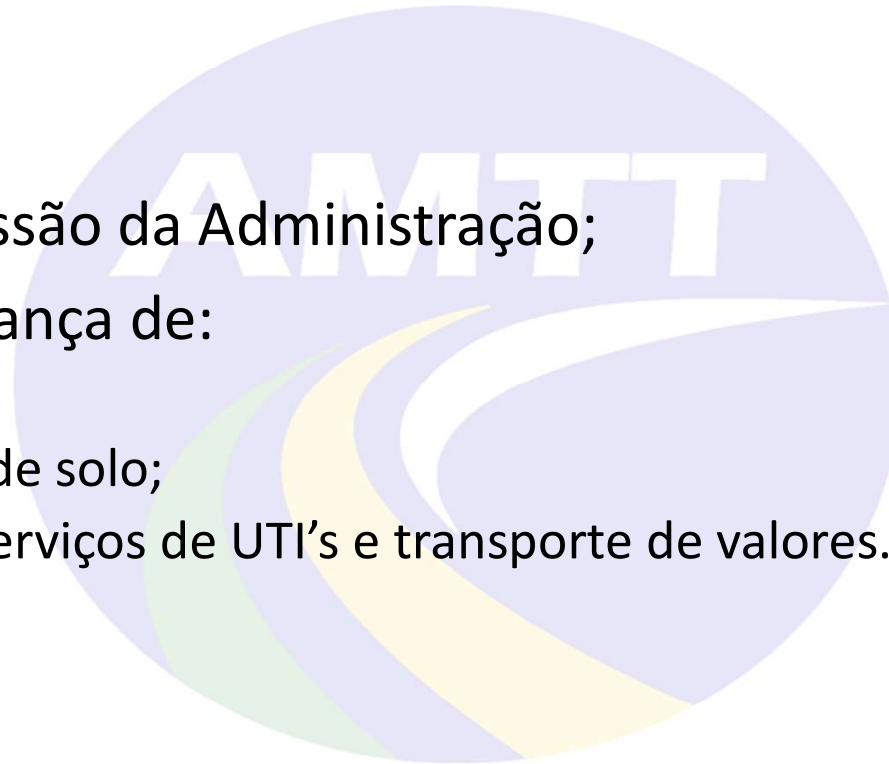 AMTT
ssão da Administração;
ança de:
de solo;
erviços de UTI’s e transporte de valores.